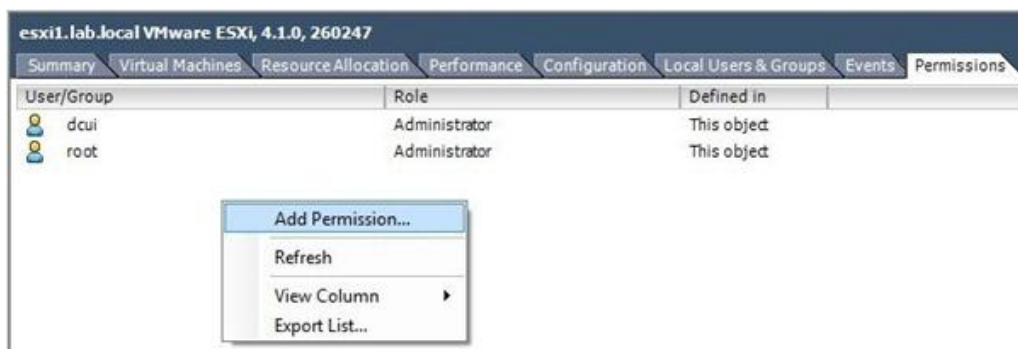 esxi1.lab.local VMware ESXi, 4.1.0, 260247
Summary Virtual Machines Resource Allocation Performance Configuration Local Users & Groups Events Permissions
User/Group Role Defined in
dcui Administrator This object
root Administrator This object
Add Permission...
Refresh
View Column
Export List...